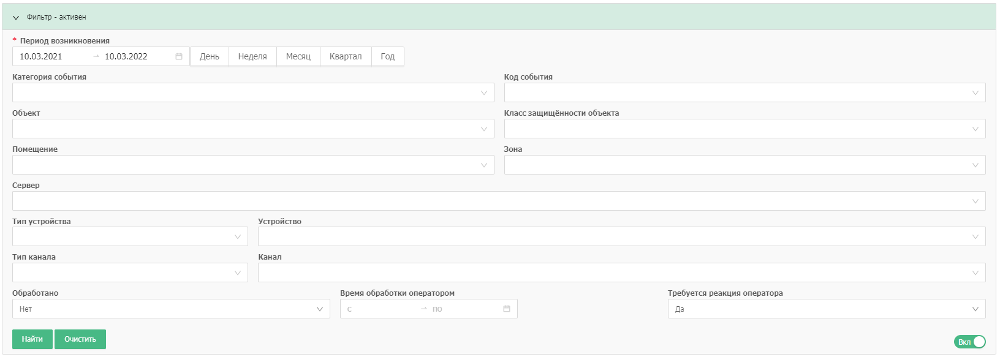 Фильтр - активен
* Период возникновения
10.03.2021 → 10.03.2022 День Неделя Месяц Квартал Год
Категория события Код события
Объект Класс защищённости объекта
Помещение Зона
Сервер
Тип устройства Устройство
Тип канала Канал
Обработано Время обработки оператором Требуется реакция оператора
Нет с → по Да
Найти Очистить Вкл